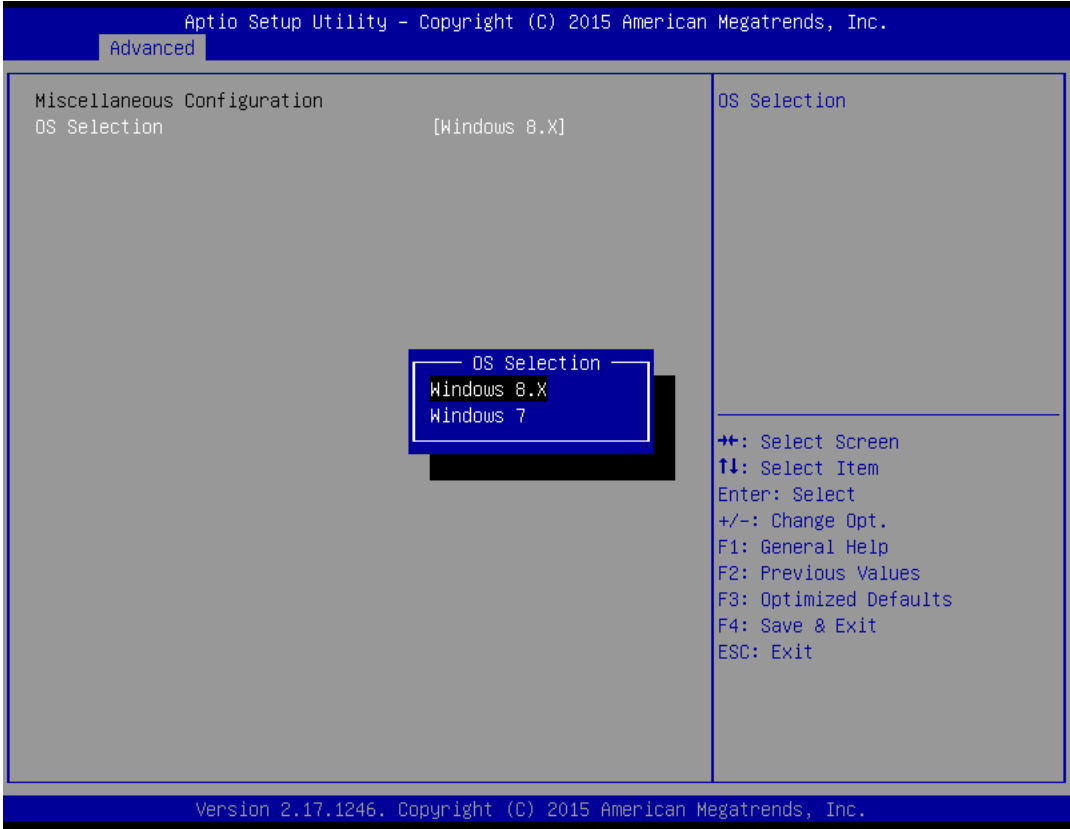 Aptio Setup Utility – Copyright (C) 2015 American Megatrends, Inc.
Advanced
Miscellaneous Configuration
OS Selection [Windows 8.X]
OS Selection
OS Selection
Windows 8.X
Windows 7
→←: Select Screen
↑↓: Select Item
Enter: Select
+/-: Change Opt.
F1: General Help
F2: Previous Values
F3: Optimized Defaults
F4: Save & Exit
ESC: Exit
Version 2.17.1246. Copyright (C) 2015 American Megatrends, Inc.